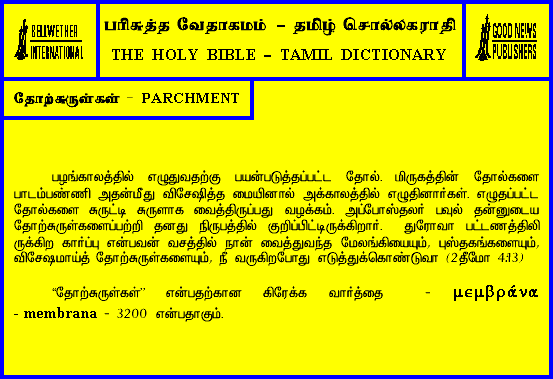 BELLWETHER
INTERNATIONAL
பரிசுத்த வேதாகமம் – தமிழ் சொல்லகராதி
THE HOLY BIBLE – TAMIL DICTIONARY
GOOD NEWS
PUBLISHERS
தோற்சுருள்கள் – PARCHMENT
பழங்காலத்தில் எழுதுவதற்கு பயன்படுத்தப்பட்ட தோல். மிருகத்தின் தோல்களை
பாடம்பண்ணி அதன்மீது விசேஷித்த மையினால் அக்காலத்தில் எழுதினார்கள். எழுதப்பட்ட
தோல்களை சுருட்டி சுருளாக வைத்திருப்பது வழக்கம். அப்போஸ்தலர் பவுல் தன்னுடைய
தோற்சுருள்களைப்பற்றி தனது நிருபத்தில் குறிப்பிட்டிருக்கிறார். துரோவா பட்டணத்திலி
ருக்கிற கார்ப்பு என்பவன் வசத்தில் நான் வைத்துவந்த மேலங்கியையும், புஸ்தகங்களையும்,
விசேஷமாய்த் தோற்சுருள்களையும், நீ வருகிறபோது எடுத்துக்கொண்டுவா (2தீமோ 4:13)
“தோற்சுருள்கள்” என்பதற்கான கிரேக்க வார்த்தை - μεμβράνα
- membrana - 3200 என்பதாகும்.